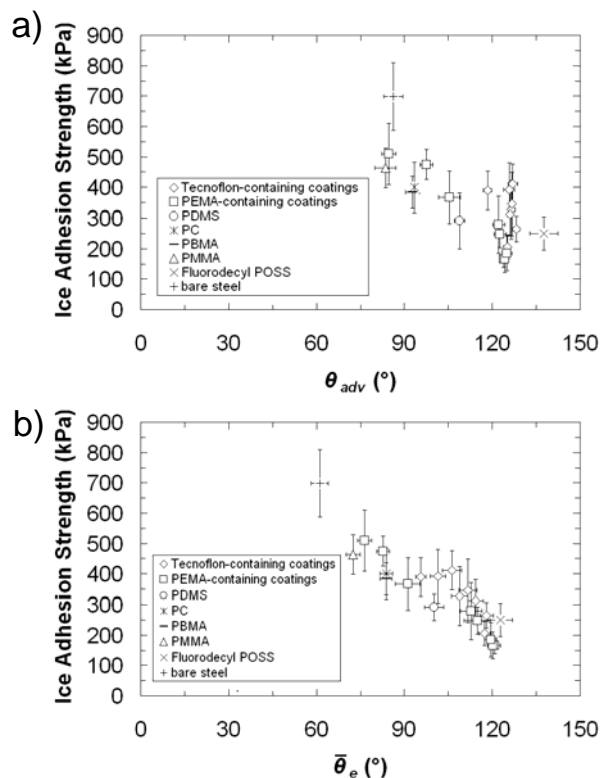 a)
900
800
700
600
500
400
300
200
100
0
Ice Adhesion Strength (kPa)
Tecnoflon-containing coatings
PEMA-containing coatings
PDMS
PC
PBMA
PMMA
Fluorodecyl POSS
bare steel
0 30 60 90 120 150
θadv (°)
b)
900
800
700
600
500
400
300
200
100
0
Ice Adhesion Strength (kPa)
Tecnoflon-containing coatings
PEMA-containing coatings
PDMS
PC
PBMA
PMMA
Fluorodecyl POSS
bare steel
0 30 60 90 120 150
θ̄e (°)